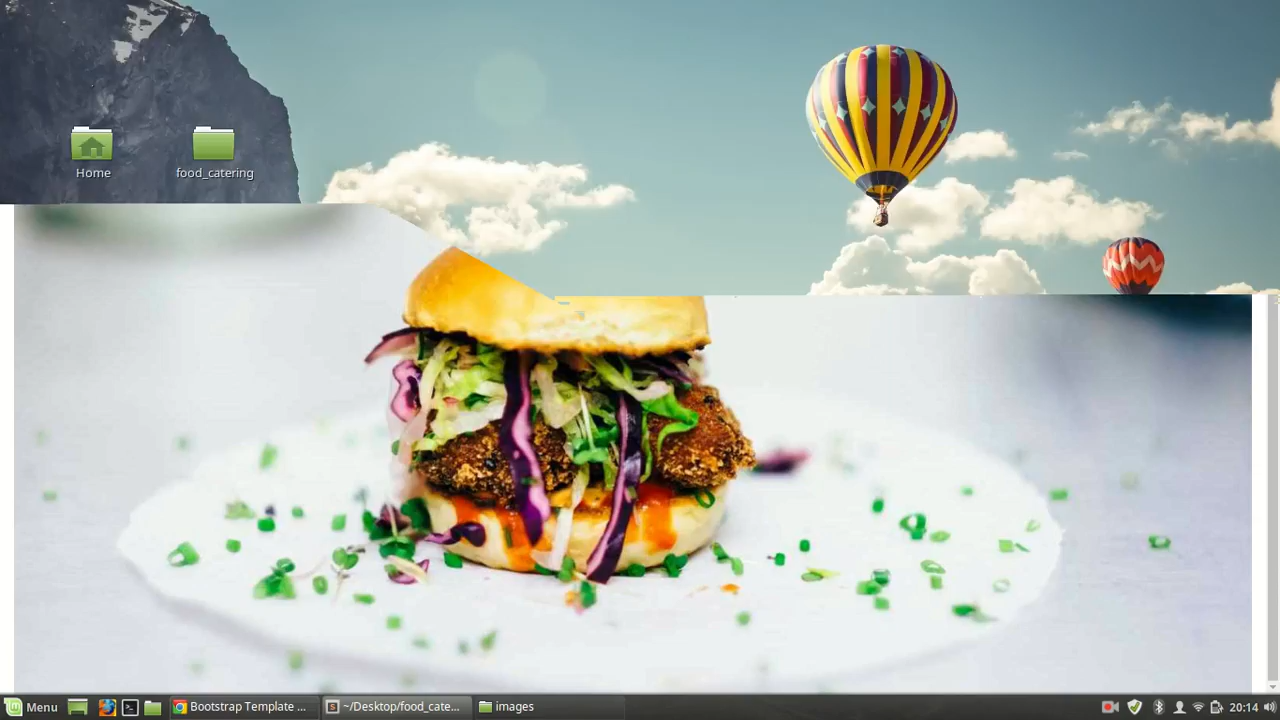 Home
food_catering
Menu
Bootstrap Template ...
~/Desktop/food_cate...
images
20:14